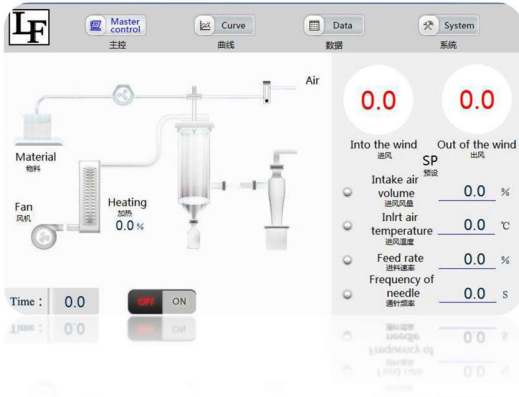 LF
Master
control
主控
Curve
曲线
Data
数据
System
系统
Air
Material
物料
Fan
风机
Heating
加热
0.0 %
0.0
0.0
Into the wind
进风
Out of the wind
出风
SP
预设
Intake air
volume
进风风量
0.0 %
Inlrt air
temperature
进风温度
0.0 ℃
Feed rate
进料速率
0.0 %
Frequency of
needle
通针频率
0.0 S
Time : 0.0
OFF ON